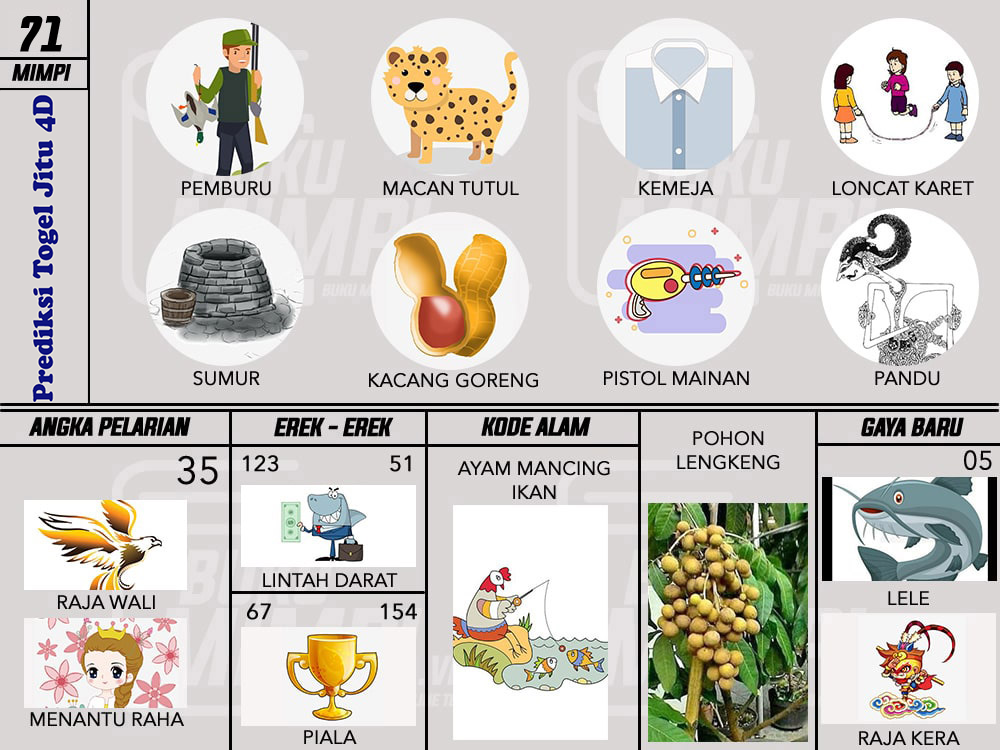 71
MIMPI
Prediksi Togel Jitu 4D
PEMBURU
MACAN TUTUL
KEMEJA
LONCAT KARET
SUMUR
KACANG GORENG
PISTOL MAINAN
PANDU
ANGKA PELARIAN
35
RAJA WALI
MENANTU RAHA
EREK - EREK
123 51
LINTAH DARAT
67 154
PIALA
KODE ALAM
AYAM MANCING
IKAN
POHON
LENGKENG
GAYA BARU
05
LELE
RAJA KERA